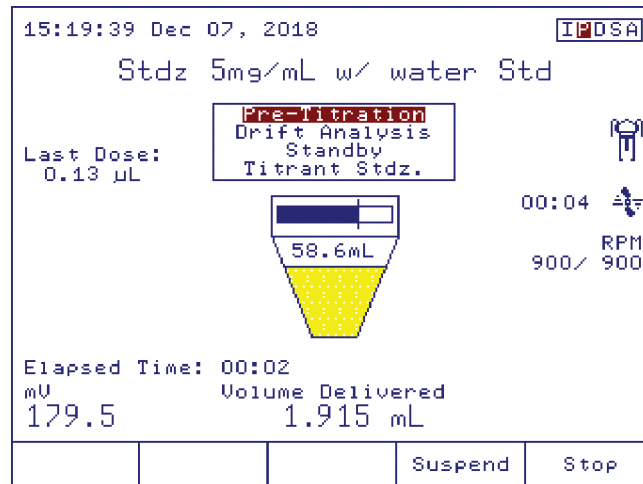 15:19:39 Dec 07, 2018 IPDSA
Stdz 5mg/mL w/ water Std
Pre-Titration
Drift Analysis
Standby
Titrant Stdz.
Last Dose:
0.13 µL
00:04
58.6mL
RPM
900/ 900
Elapsed Time: 00:02
mV Volume Delivered
179.5 1.915 mL
Suspend Stop